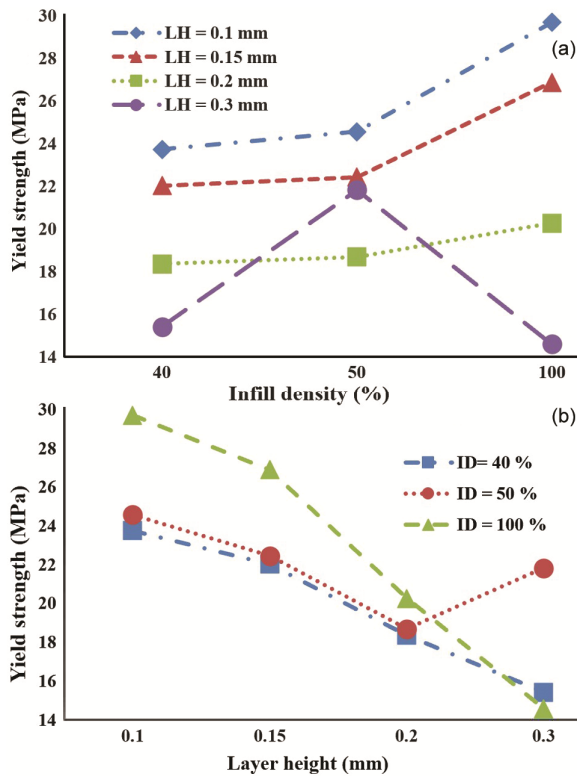 30
28
26
24
22
20
18
16
14
Yield strength (MPa)
(a)
LH = 0.1 mm
LH = 0.15 mm
LH = 0.2 mm
LH = 0.3 mm
40
50
100
Infill density (%)
30
28
26
24
22
20
18
16
14
Yield strength (MPa)
(b)
ID= 40 %
ID = 50 %
ID = 100 %
0.1
0.15
0.2
0.3
Layer height (mm)